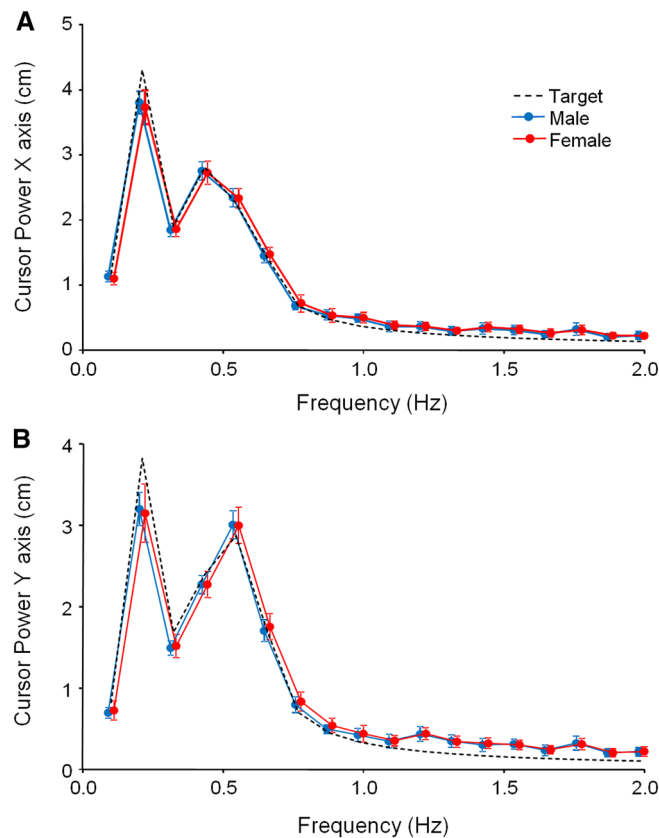 A
Cursor Power X axis (cm)
5
4
3
2
1
0
0.0 0.5 1.0 1.5 2.0
Frequency (Hz)
Target
Male
Female
B
Cursor Power Y axis (cm)
4
3
2
1
0
0.0 0.5 1.0 1.5 2.0
Frequency (Hz)